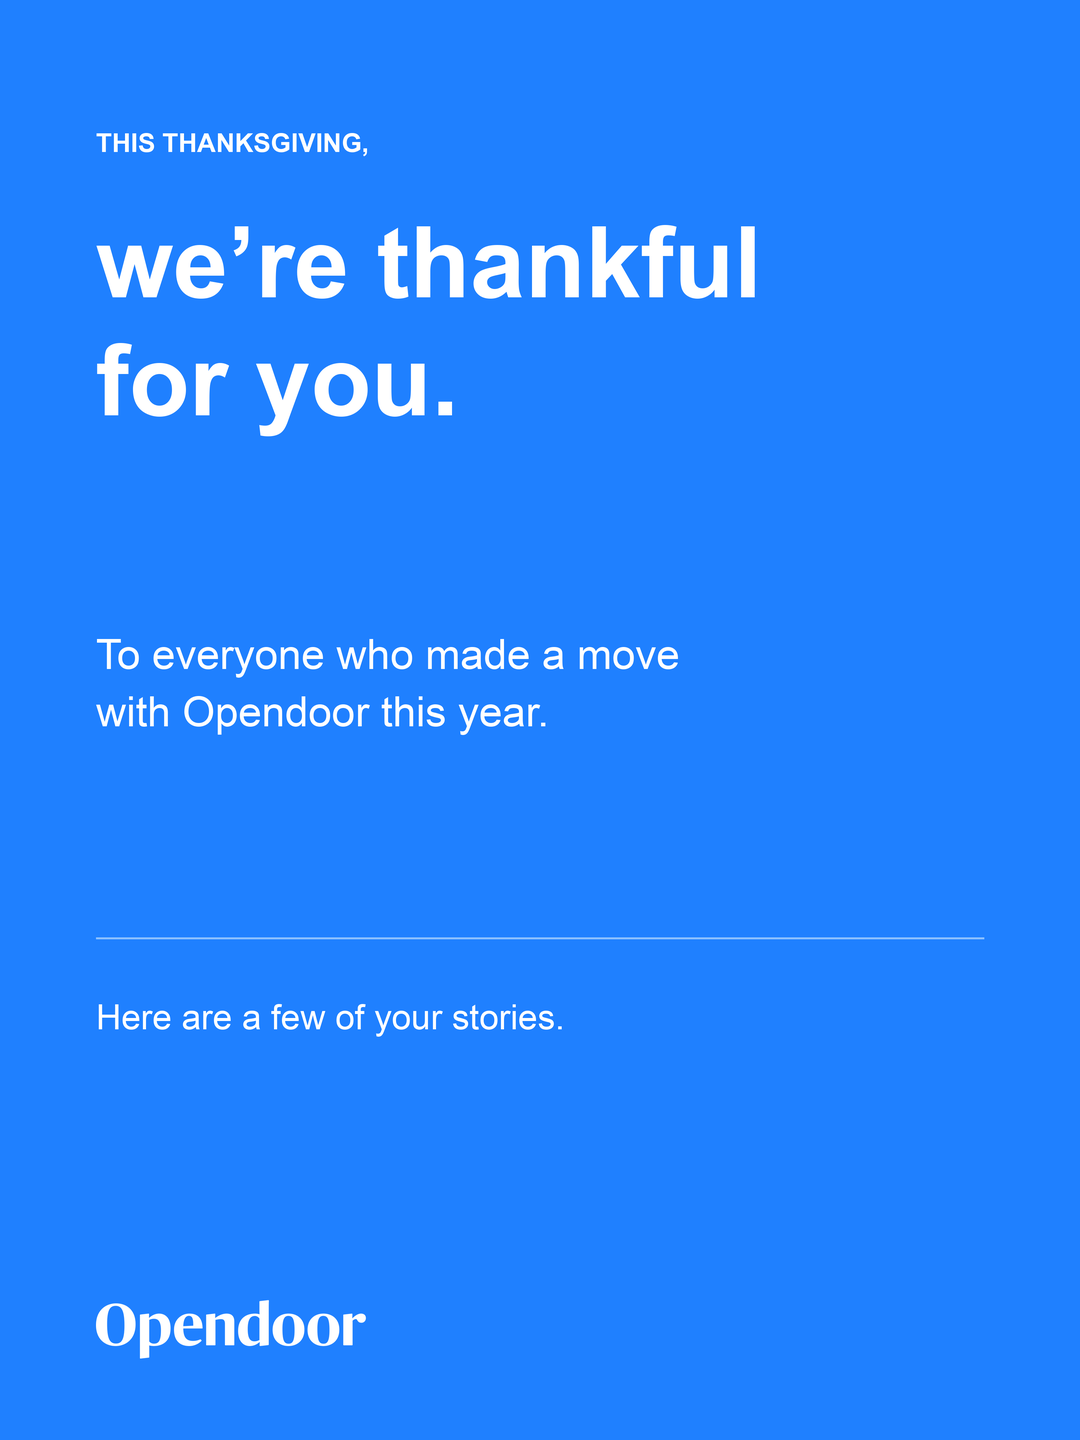 THIS THANKSGIVING,
we’re thankful
for you.
To everyone who made a move
with Opendoor this year.
Here are a few of your stories.
Opendoor